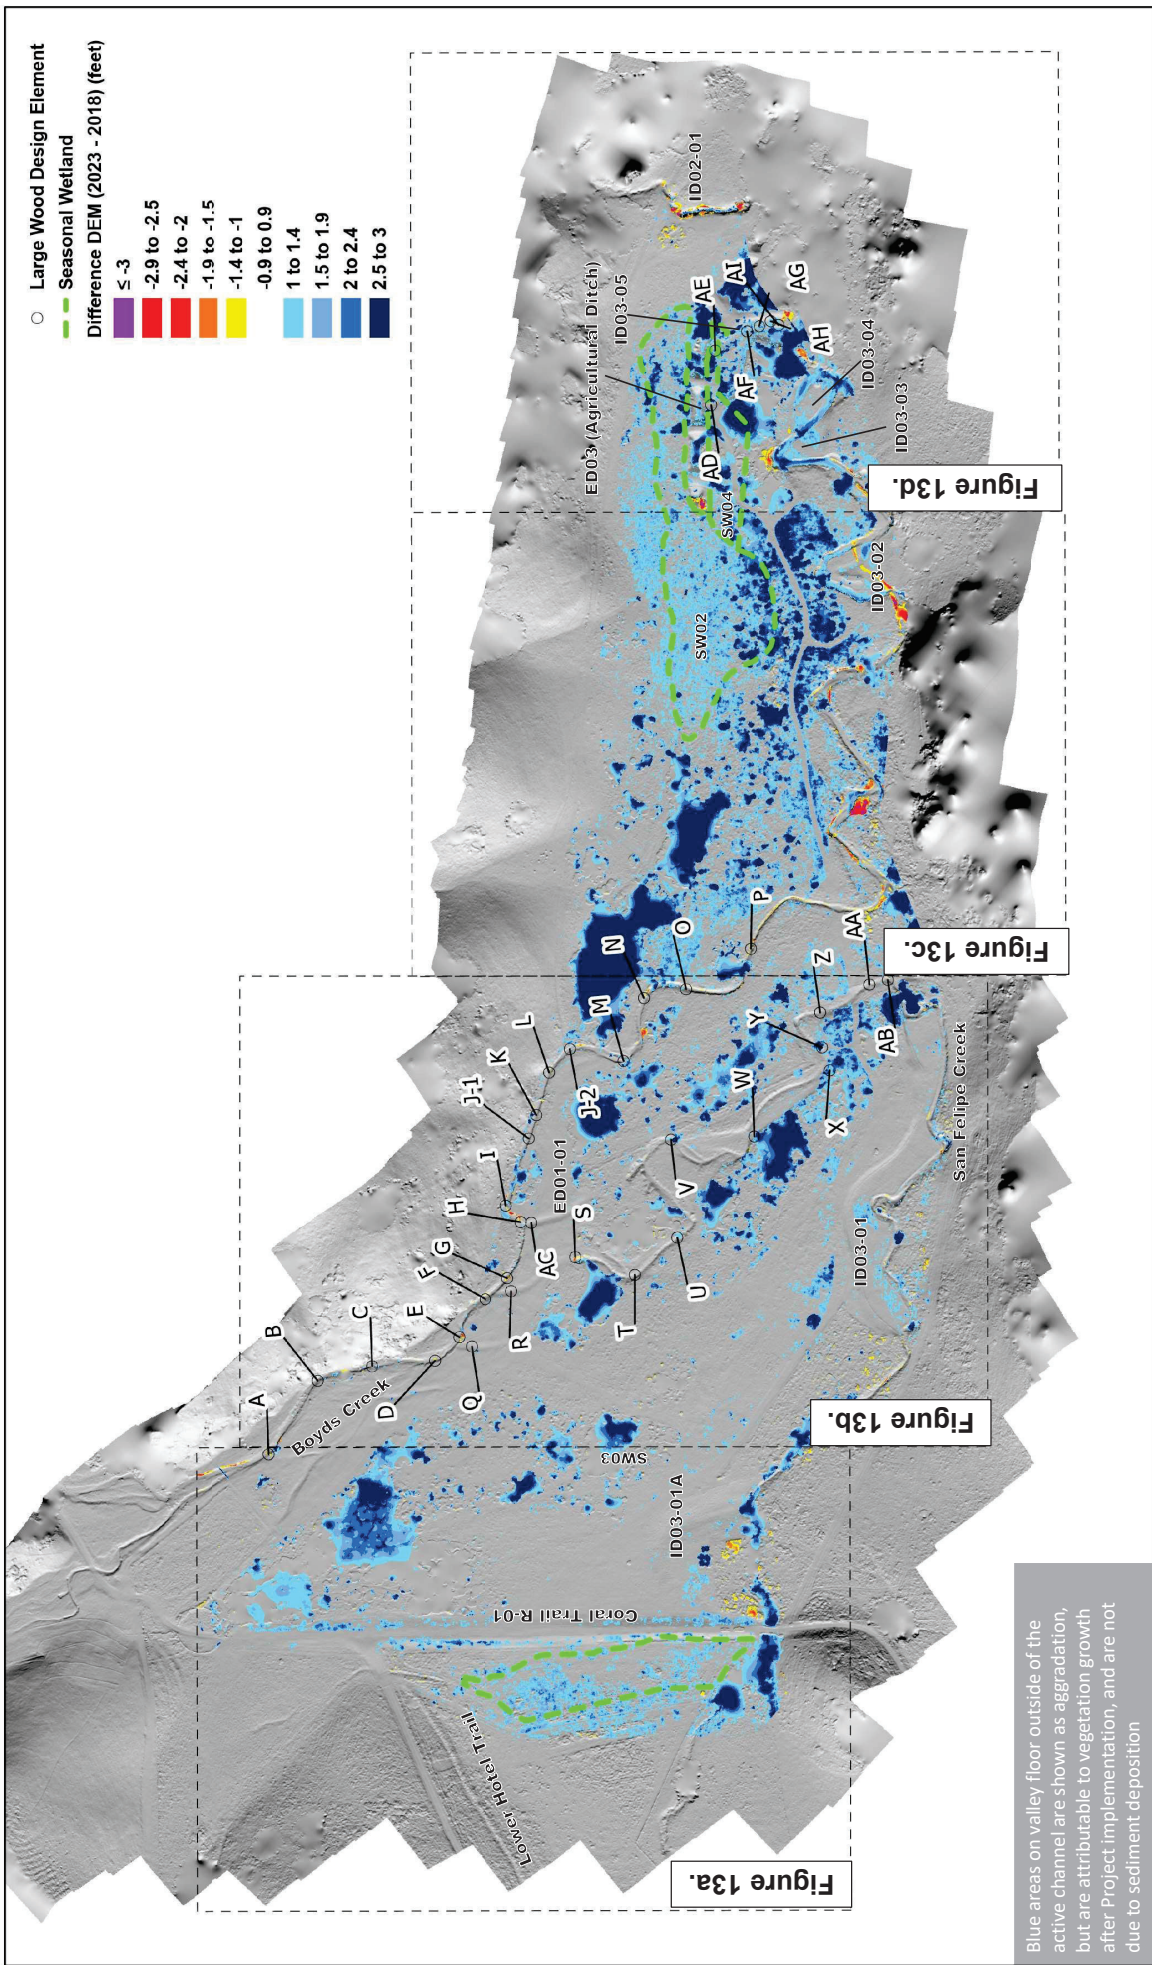 Large Wood Design Element
Seasonal Wetland
Difference DEM (2023 - 2018) (feet)
≤ -3
-2.9 to -2.5
-2.4 to -2
-1.9 to -1.5
-1.4 to -1
-0.9 to 0.9
1 to 1.4
1.5 to 1.9
2 to 2.4
2.5 to 3
A
B
C
Boyds Creek
D
E
F
G
H
I
J-1
K
L
Q
R
AC
ED01-01
S
J-2
M
N
O
P
T
U
V
W
X
Y
Z
AA
AB
San Felipe Creek
ID03-01
SW03
ID03-01A
Coral Trail R-01
Lower Hotel Trail
SW02
SW04
ED03 (Agricultural Ditch)
ID03-05
AD
AE
AF
AI
AG
AH
ID03-04
ID03-03
ID03-02
ID02-01
Figure 13a.
Figure 13b.
Figure 13c.
Figure 13d.
Blue areas on valley floor outside of the
active channel are shown as aggradation,
but are attributable to vegetation growth
after Project implementation, and are not
due to sediment deposition